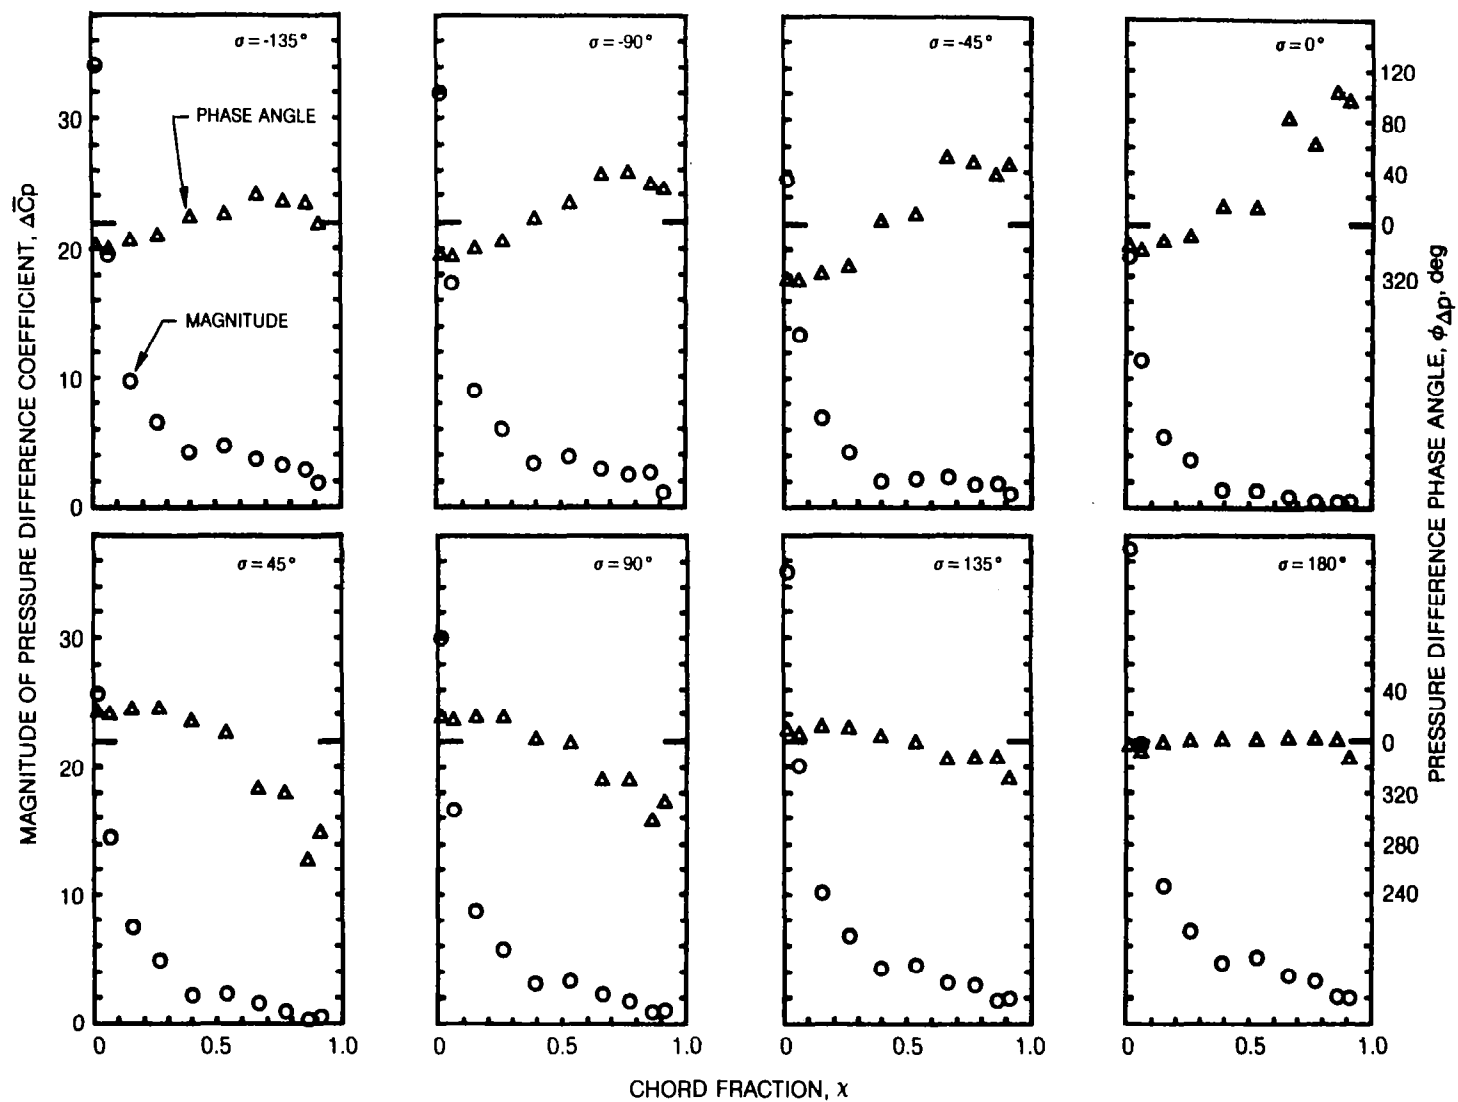 σ = -135°
σ = -90°
σ = -45°
σ = 0°
PHASE ANGLE
MAGNITUDE
30
20
10
0
120
80
40
0
320
σ = 45°
σ = 90°
σ = 135°
σ = 180°
30
20
10
0
40
0
320
280
240
0
0.5
1.0
0
0.5
1.0
0
0.5
1.0
0
0.5
1.0
CHORD FRACTION, χ
MAGNITUDE OF PRESSURE DIFFERENCE COEFFICIENT, ΔC̅p
PRESSURE DIFFERENCE PHASE ANGLE, ϕΔp, deg